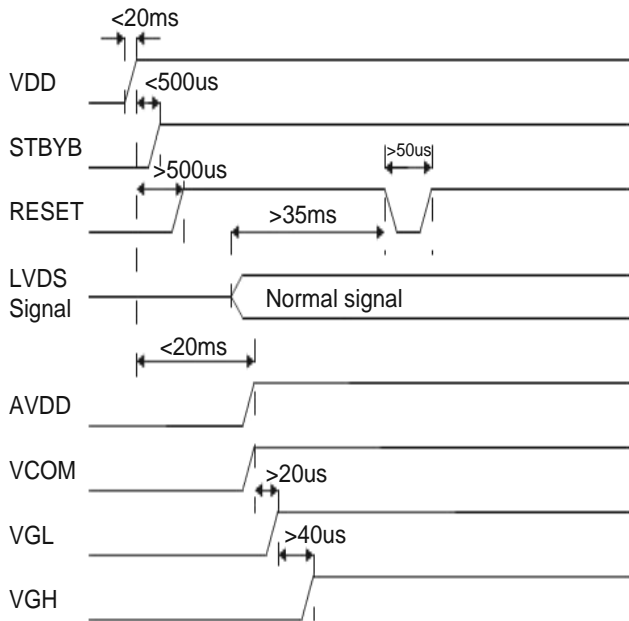 <20ms
VDD
<500us
STBYB
>500us
>50us
RESET
>35ms
LVDS
Signal
Normal signal
<20ms
AVDD
VCOM
>20us
VGL
>40us
VGH